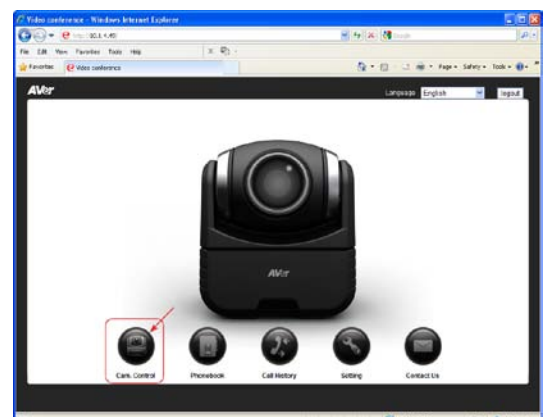 Video conference - Windows Internet Explorer
File Edit View Favorites Tools Help
Favorites Video conference Page Safety Tools
AVer Language English logout
AVer
Cam. Control Phonebook Call History Setting Contact Us